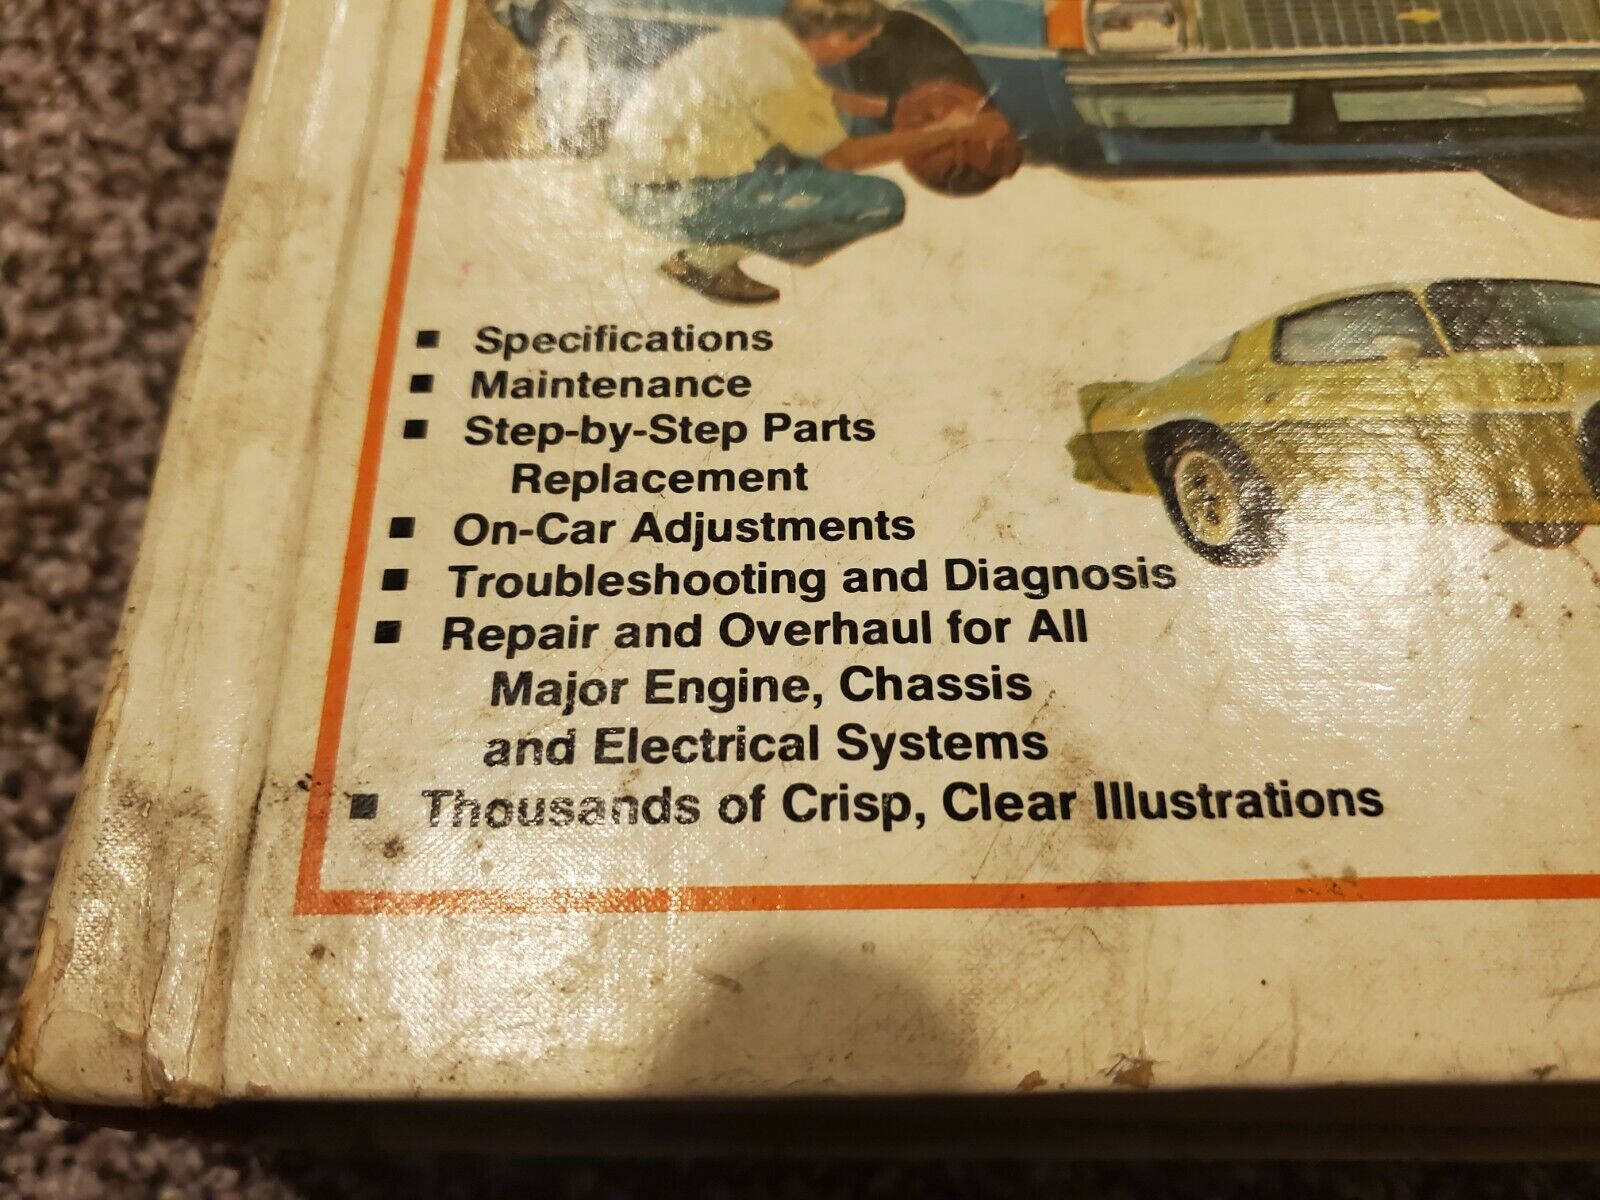 ▪ Specifications
▪ Maintenance
▪ Step-by-Step Parts
Replacement
▪ On-Car Adjustments
▪ Troubleshooting and Diagnosis
▪ Repair and Overhaul for All
Major Engine, Chassis
and Electrical Systems
▪ Thousands of Crisp, Clear Illustrations